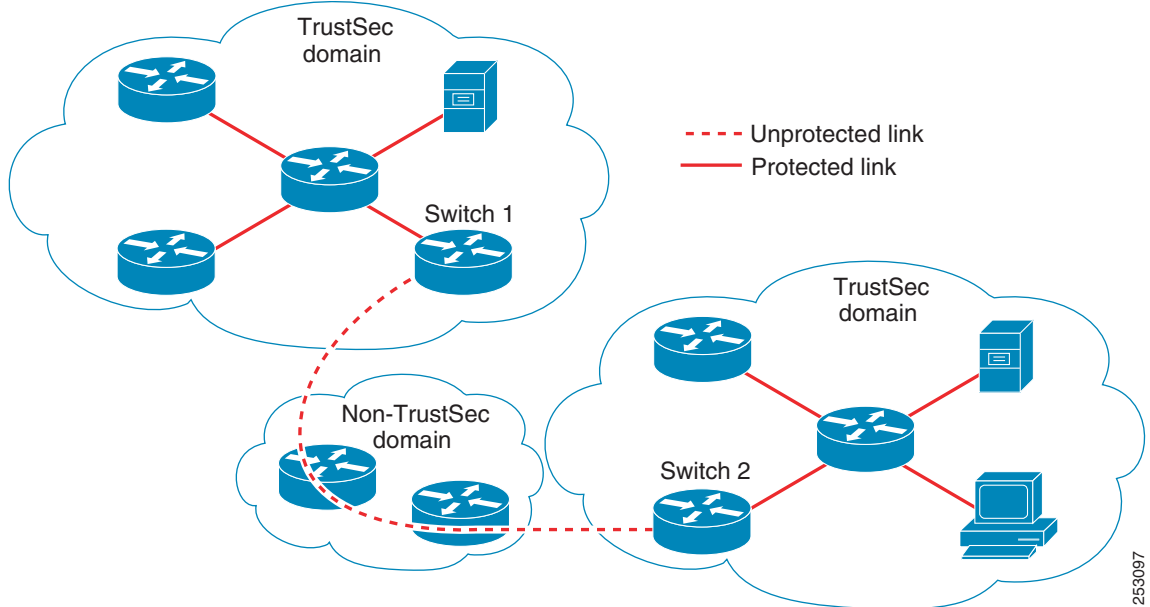 TrustSec
domain
Unprotected link
Protected link
Switch 1
TrustSec
domain
Non-TrustSec
domain
Switch 2
253097